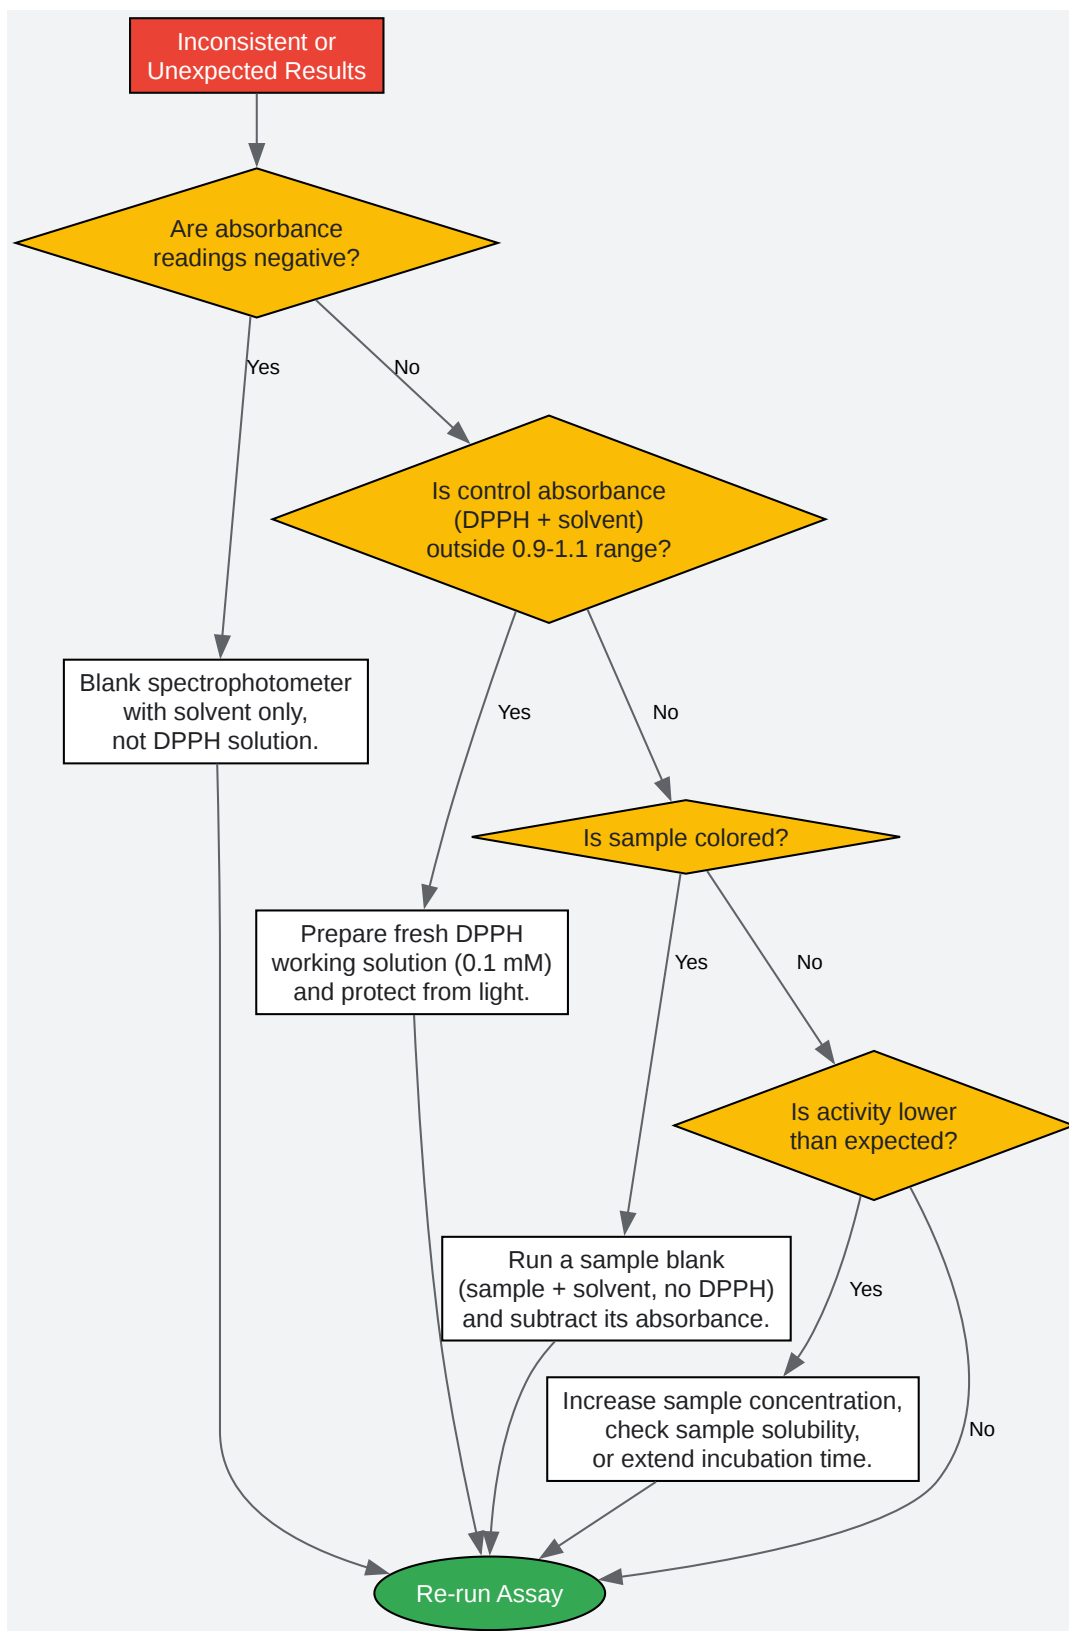 Inconsistent or
Unexpected Results
Are absorbance
readings negative?
Yes
No
Is control absorbance
(DPPH + solvent)
outside 0.9-1.1 range?
Blank spectrophotometer
with solvent only,
not DPPH solution.
Yes
No
Is sample colored?
Prepare fresh DPPH
working solution (0.1 mM)
and protect from light.
Yes
No
Is activity lower
than expected?
Run a sample blank
(sample + solvent, no DPPH)
and subtract its absorbance.
Yes
Increase sample concentration,
check sample solubility,
or extend incubation time.
No
Re-run Assay